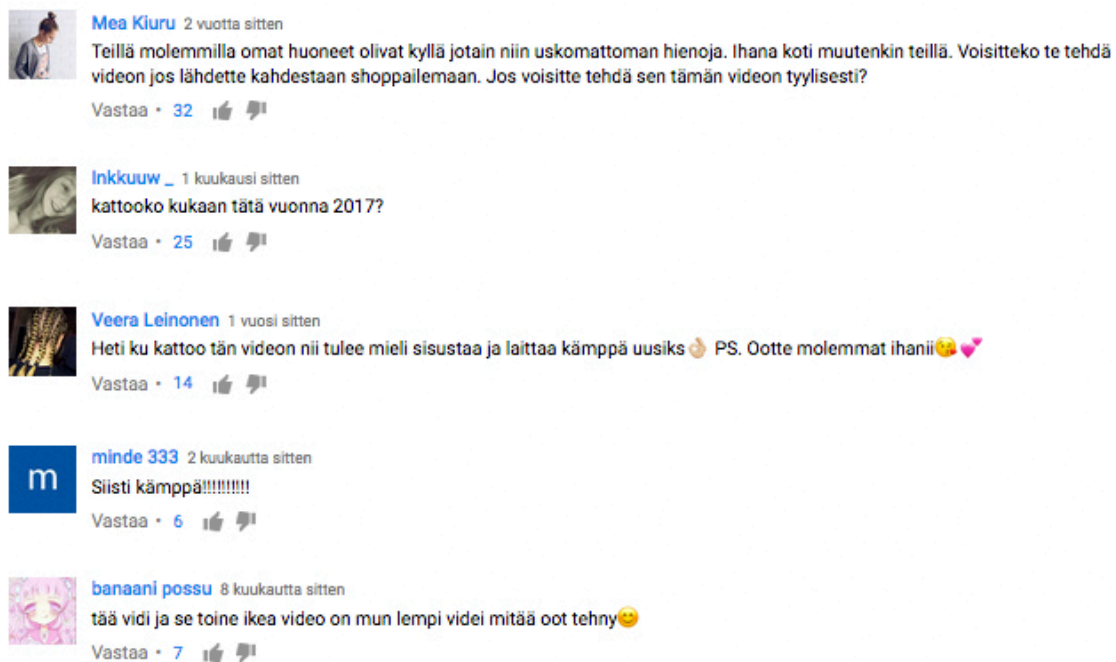 Mea Kiuru 2 vuotta sitten
Teillä molemmilla omat huoneet olivat kyllä jotain niin uskomattoman hienoja. Ihana koti muutenkin teillä. Voisitteko te tehdä
videon jos lähdette kahdestaan shoppailemaan. Jos voisitte tehdä sen tämän videon tyylisesti?
Vastaa • 32
Inkkuuw _ 1 kuukausi sitten
kattooko kukaan tätä vuonna 2017?
Vastaa • 25
Veera Leinonen 1 vuosi sitten
Heti ku kattoo tän videon nii tulee mieli sisustaa ja laittaa kämppä uusiks👌🏼 PS. Ootte molemmat ihanii😘 💕
Vastaa • 14
m
minde 333 2 kuukautta sitten
Siisti kämppä!!!!!!!!!!
Vastaa • 6
banaani possu 8 kuukautta sitten
tää vidi ja se toine ikea video on mun lempi videi mitää oot tehny😊
Vastaa • 7